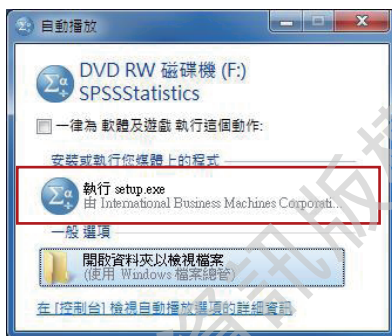 自動播放
DVD RW 磁碟機 (F:)
SPSSStatistics
一律為 軟體及遊戲 執行這個動作:
安裝或執行您媒體上的程式
執行 setup.exe
由 International Business Machines Corporati...
一般 選項
開啟資料夾以檢視檔案
(使用 Windows 檔案總管)
在 [控制台] 檢視自動播放選項的詳細資訊